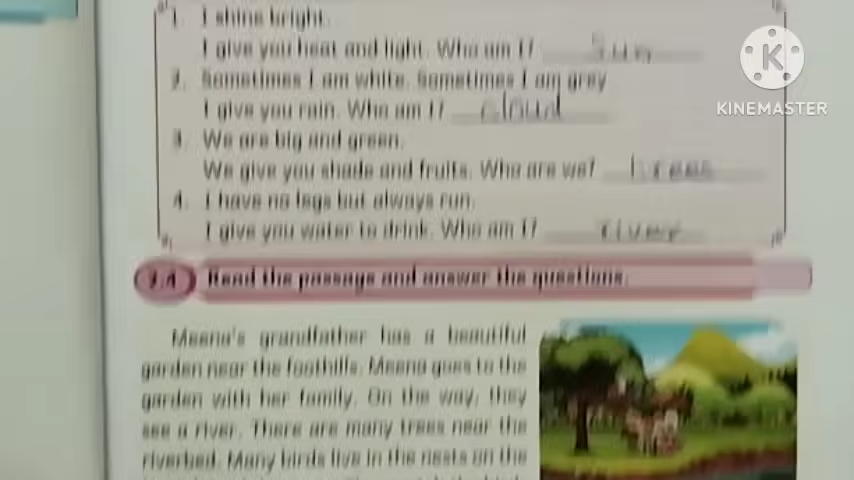 1. I shine bright.
I give you heat and light. Who am I? Sun
2. Sometimes I am white. Sometimes I am grey
I give you rain. Who am I? cloud
3. We are big and green.
We give you shade and fruits. Who are we? trees
4. I have no legs but always run.
I give you water to drink. Who am I? river
KINEMASTER
Read the passage and answer the questions.
Meena's grandfather has a beautiful
garden near the foothills. Meena goes to the
garden with her family. On the way, they
see a river. There are many trees near the
riverbed. Many birds live in the nests on the